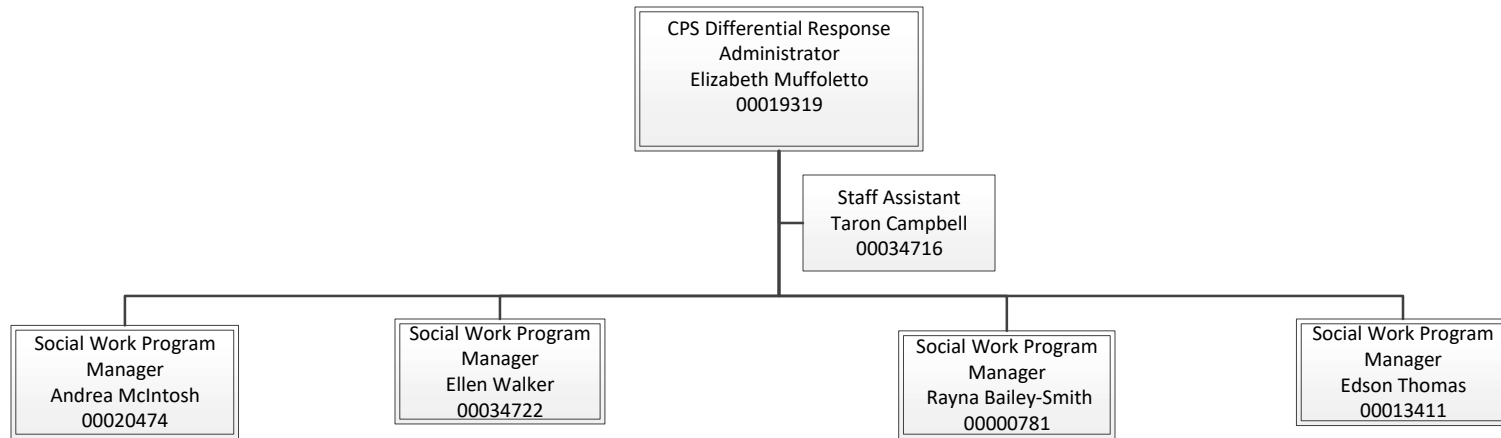 CPS Differential Response
Administrator
Elizabeth Muffoletto
00019319
Staff Assistant
Taron Campbell
00034716
Social Work Program
Manager
Andrea McIntosh
00020474
Social Work Program
Manager
Ellen Walker
00034722
Social Work Program
Manager
Rayna Bailey-Smith
00000781
Social Work Program
Manager
Edson Thomas
00013411